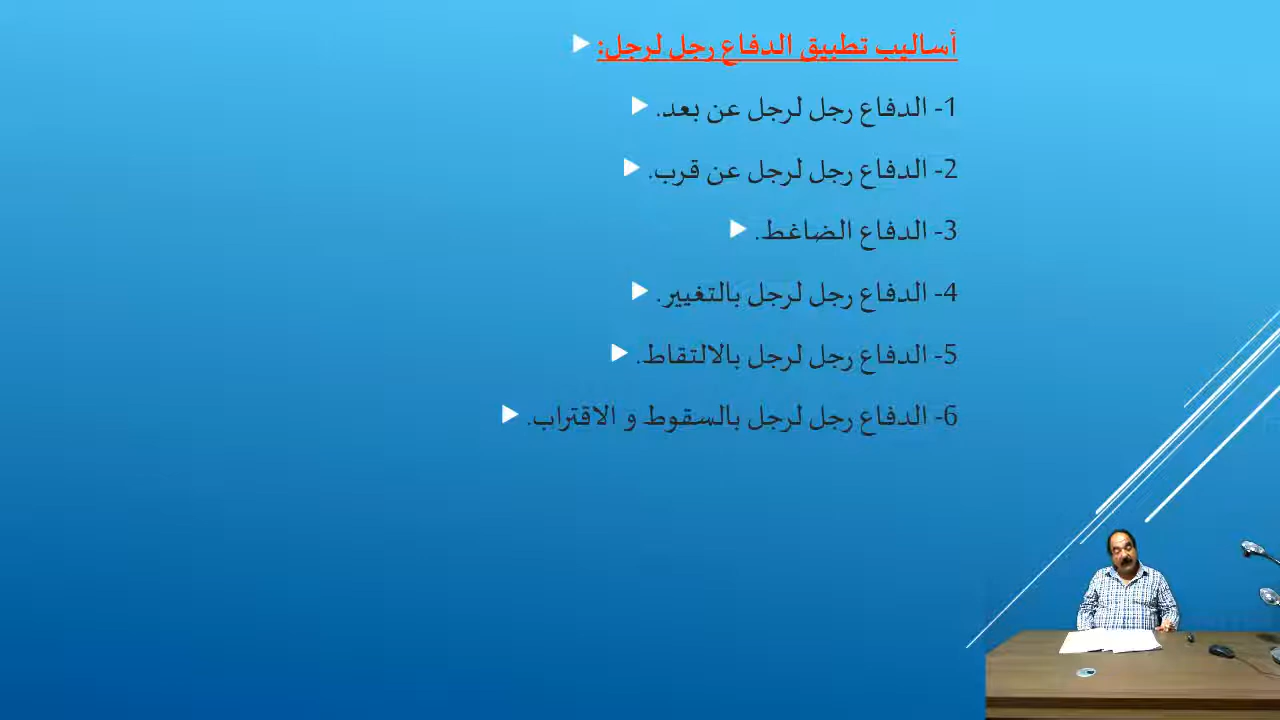 أساليب تطبيق الدفاع رجل لرجل:
1- الدفاع رجل لرجل عن بعد.
2- الدفاع رجل لرجل عن قرب.
3- الدفاع الضاغط.
4- الدفاع رجل لرجل بالتغيير.
5- الدفاع رجل لرجل بالالتقاط.
6- الدفاع رجل لرجل بالسقوط و الاقتراب.